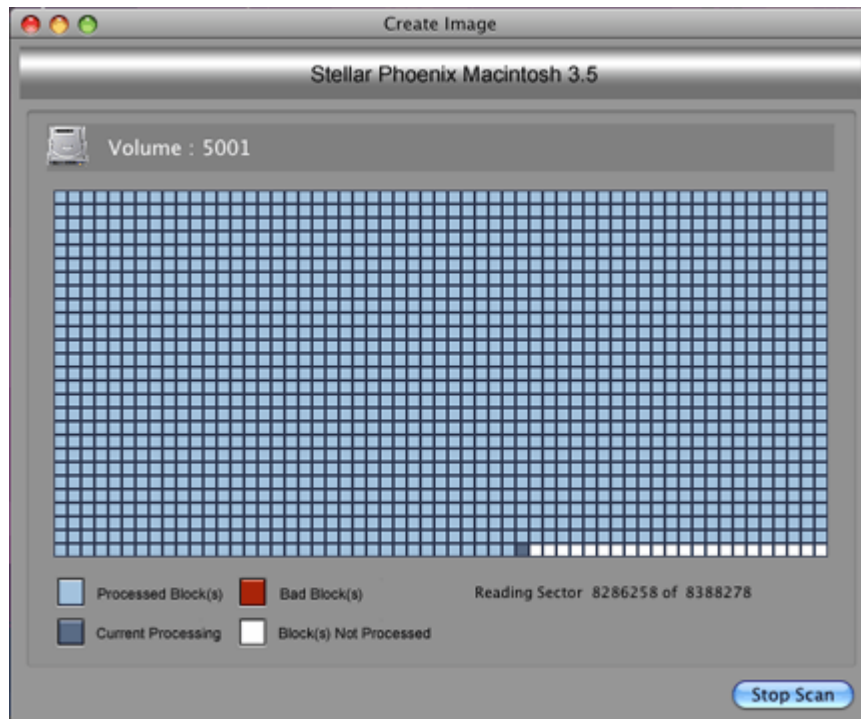 Create Image
Stellar Phoenix Macintosh 3.5
Volume : 5001
Processed Block(s) Bad Block(s) Reading Sector 8286258 of 8388278
Current Processing Block(s) Not Processed
Stop Scan